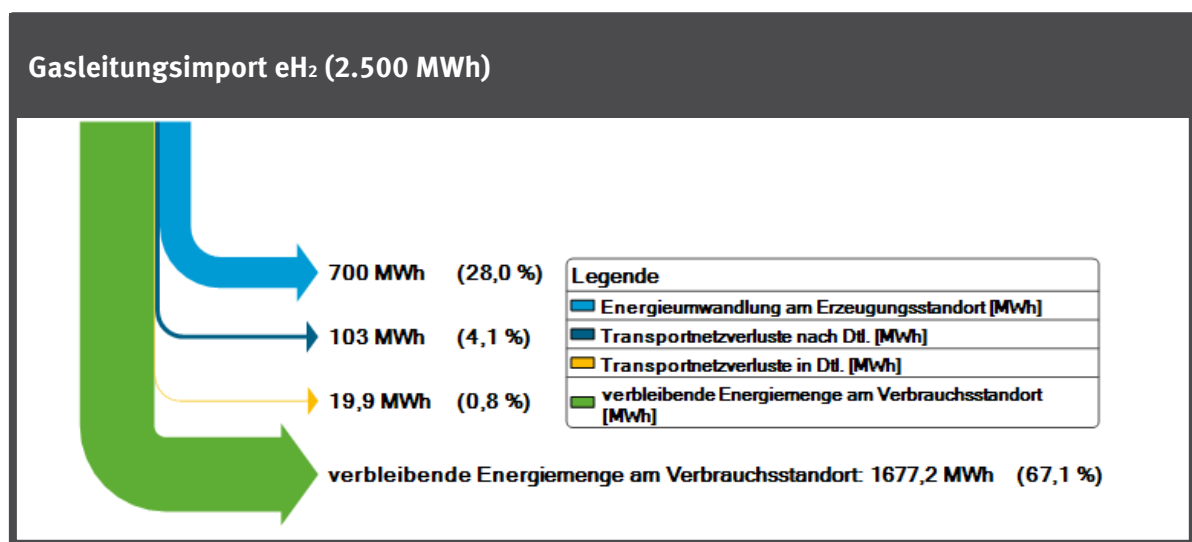 Gasleitungsimport eH₂ (2.500 MWh)
700 MWh (28,0 %)
103 MWh (4,1 %)
19,9 MWh (0,8 %)
Legende
Energieumwandlung am Erzeugungsstandort [MWh]
Transportnetzverluste nach Dtl. [MWh]
Transportnetzverluste in Dtl. [MWh]
verbleibende Energiemenge am Verbrauchsstandort
[MWh]
verbleibende Energiemenge am Verbrauchsstandort: 1677,2 MWh (67,1 %)